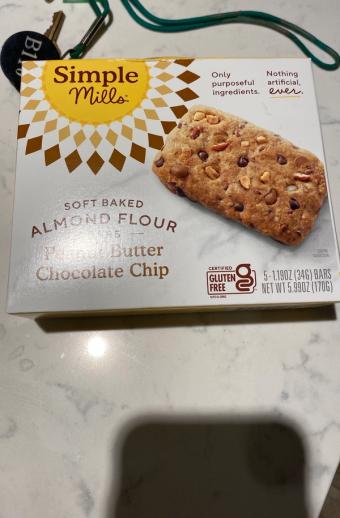 Simple
Mills
Only
purposeful
ingredients.
Nothing
artificial,
ever.
SOFT BAKED
ALMOND FLOUR
Butter
Chocolate Chip
CERTIFIED
GLUTEN
FREE
5-1.19OZ (34G) BARS
NET WT 5.99OZ (170G)